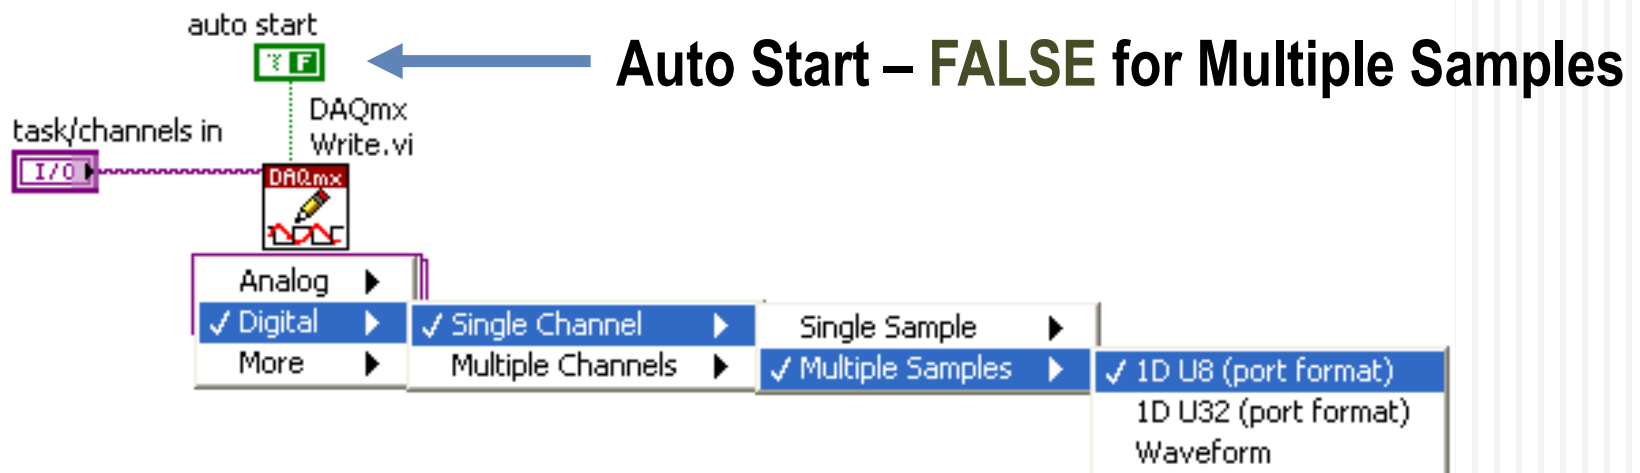 auto start
F
Auto Start – FALSE for Multiple Samples
DAQmx
Write.vi
task/channels in
I/O
DAQmx
Analog
✓ Digital
More
✓ Single Channel
Multiple Channels
Single Sample
✓ Multiple Samples
✓ 1D U8 (port format)
1D U32 (port format)
Waveform